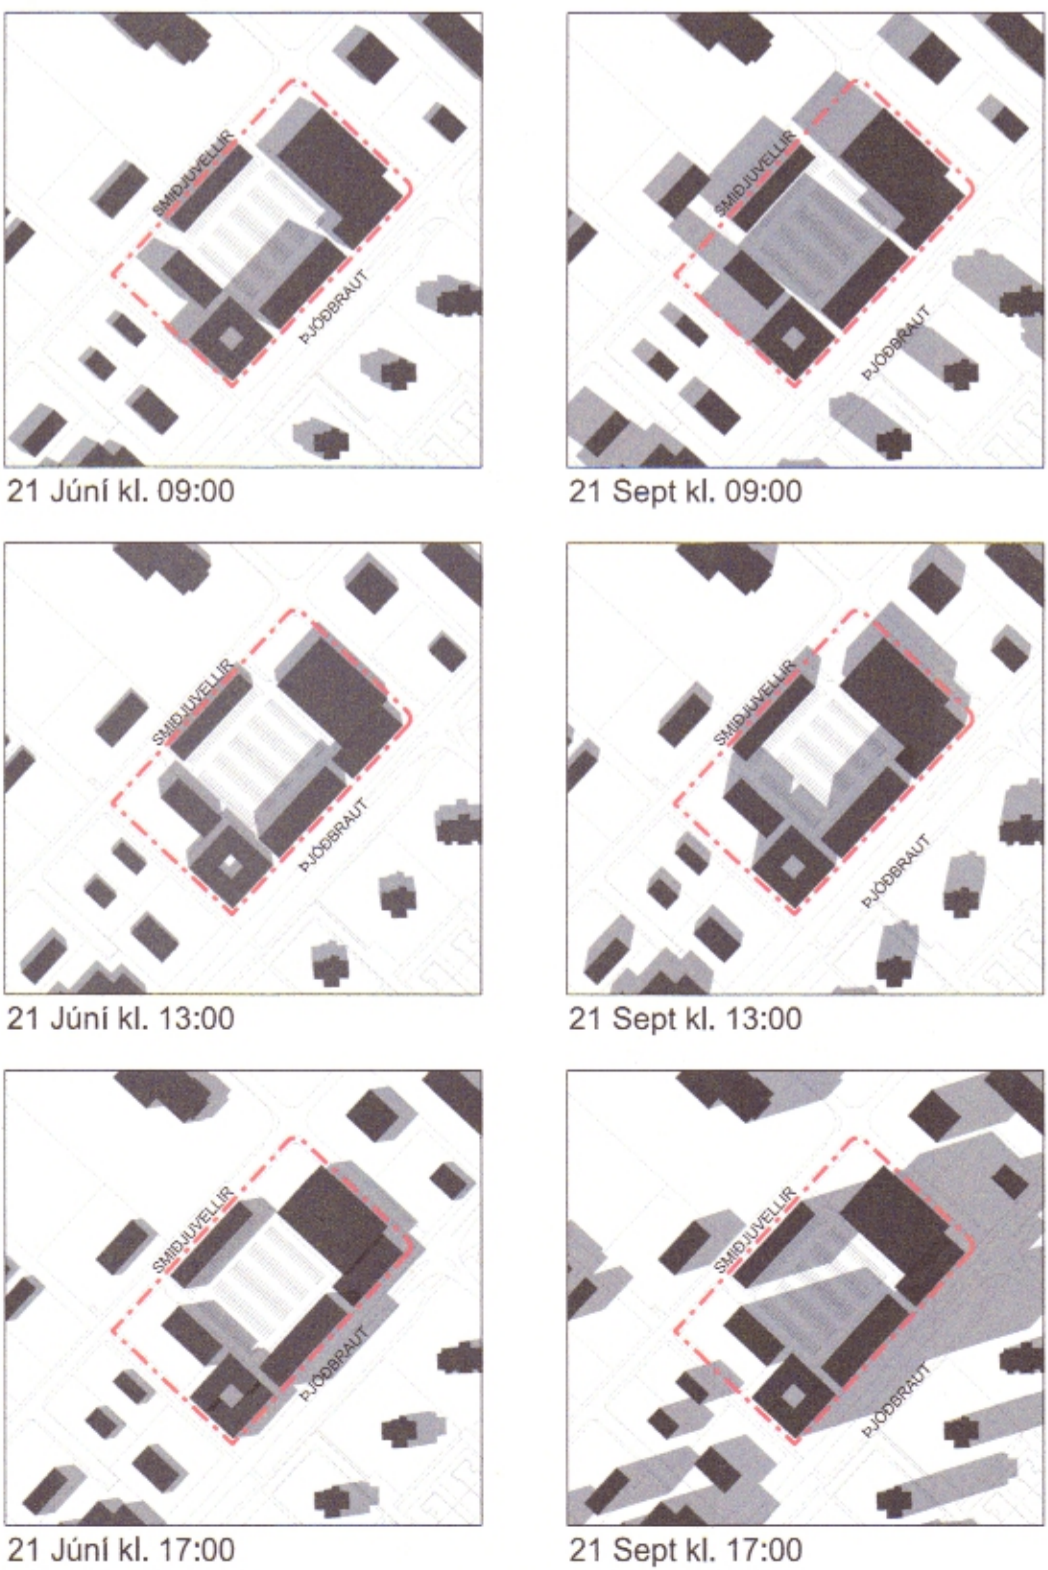 SMIÐJUVELLIR
ÞJÓÐBRAUT
21 Júní kl. 09:00
SMIÐJUVELLIR
ÞJÓÐBRAUT
21 Sept kl. 09:00
SMIÐJUVELLIR
ÞJÓÐBRAUT
21 Júní kl. 13:00
SMIÐJUVELLIR
ÞJÓÐBRAUT
21 Sept kl. 13:00
SMIÐJUVELLIR
ÞJÓÐBRAUT
21 Júní kl. 17:00
SMIÐJUVELLIR
ÞJÓÐBRAUT
21 Sept kl. 17:00